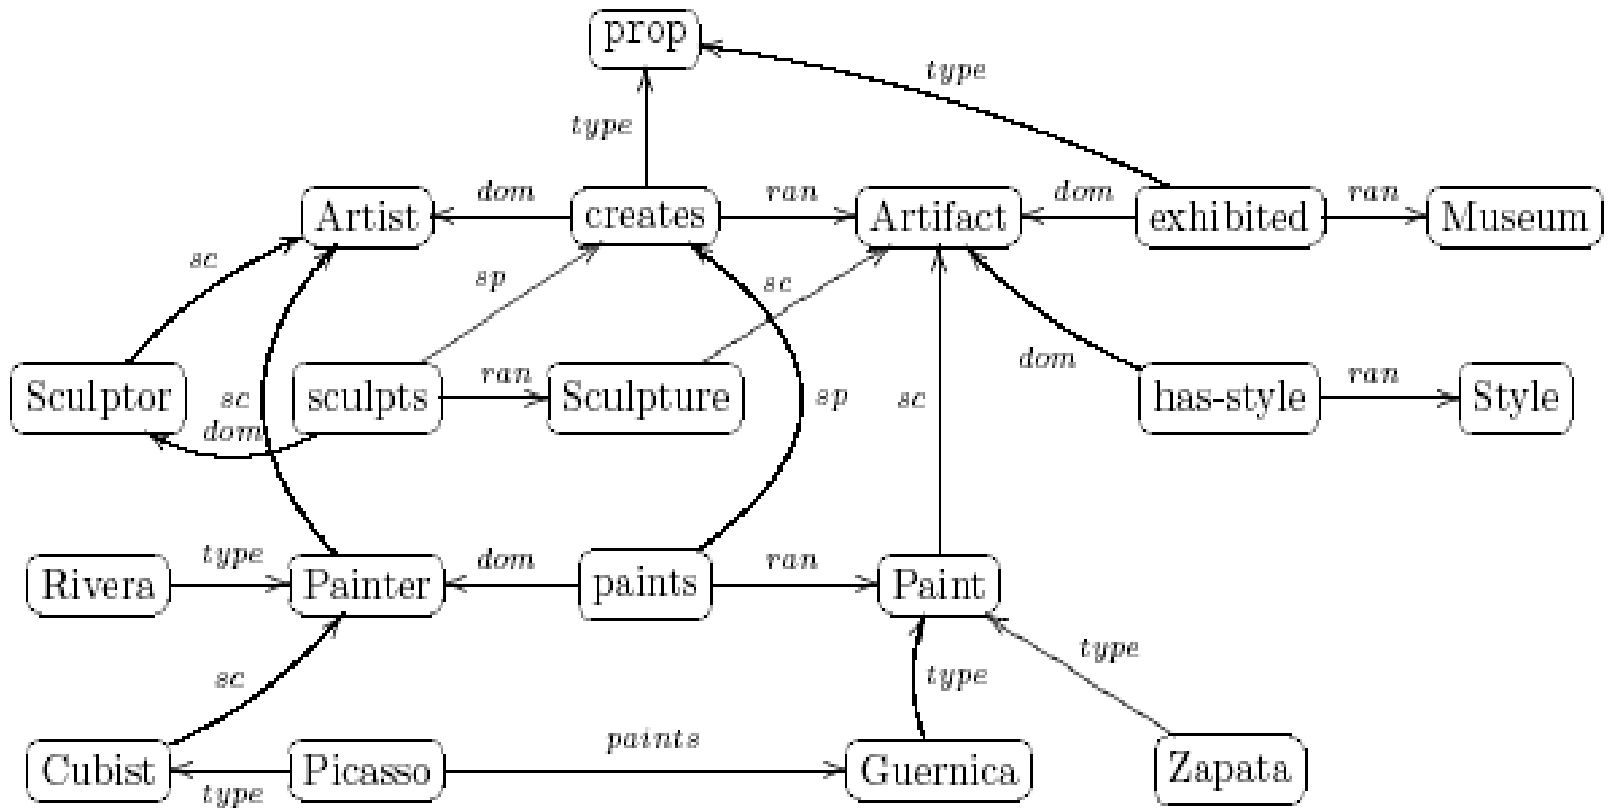 prop
type
type
Artist dom creates ran Artifact dom exhibited ran Museum
sc sp sc
dom
Sculptor sc sculpts ran Sculpture sp sc has-style ran Style
dom
Rivera type Painter dom paints ran Paint
sc type type
Cubist type Picasso paints Guernica Zapata